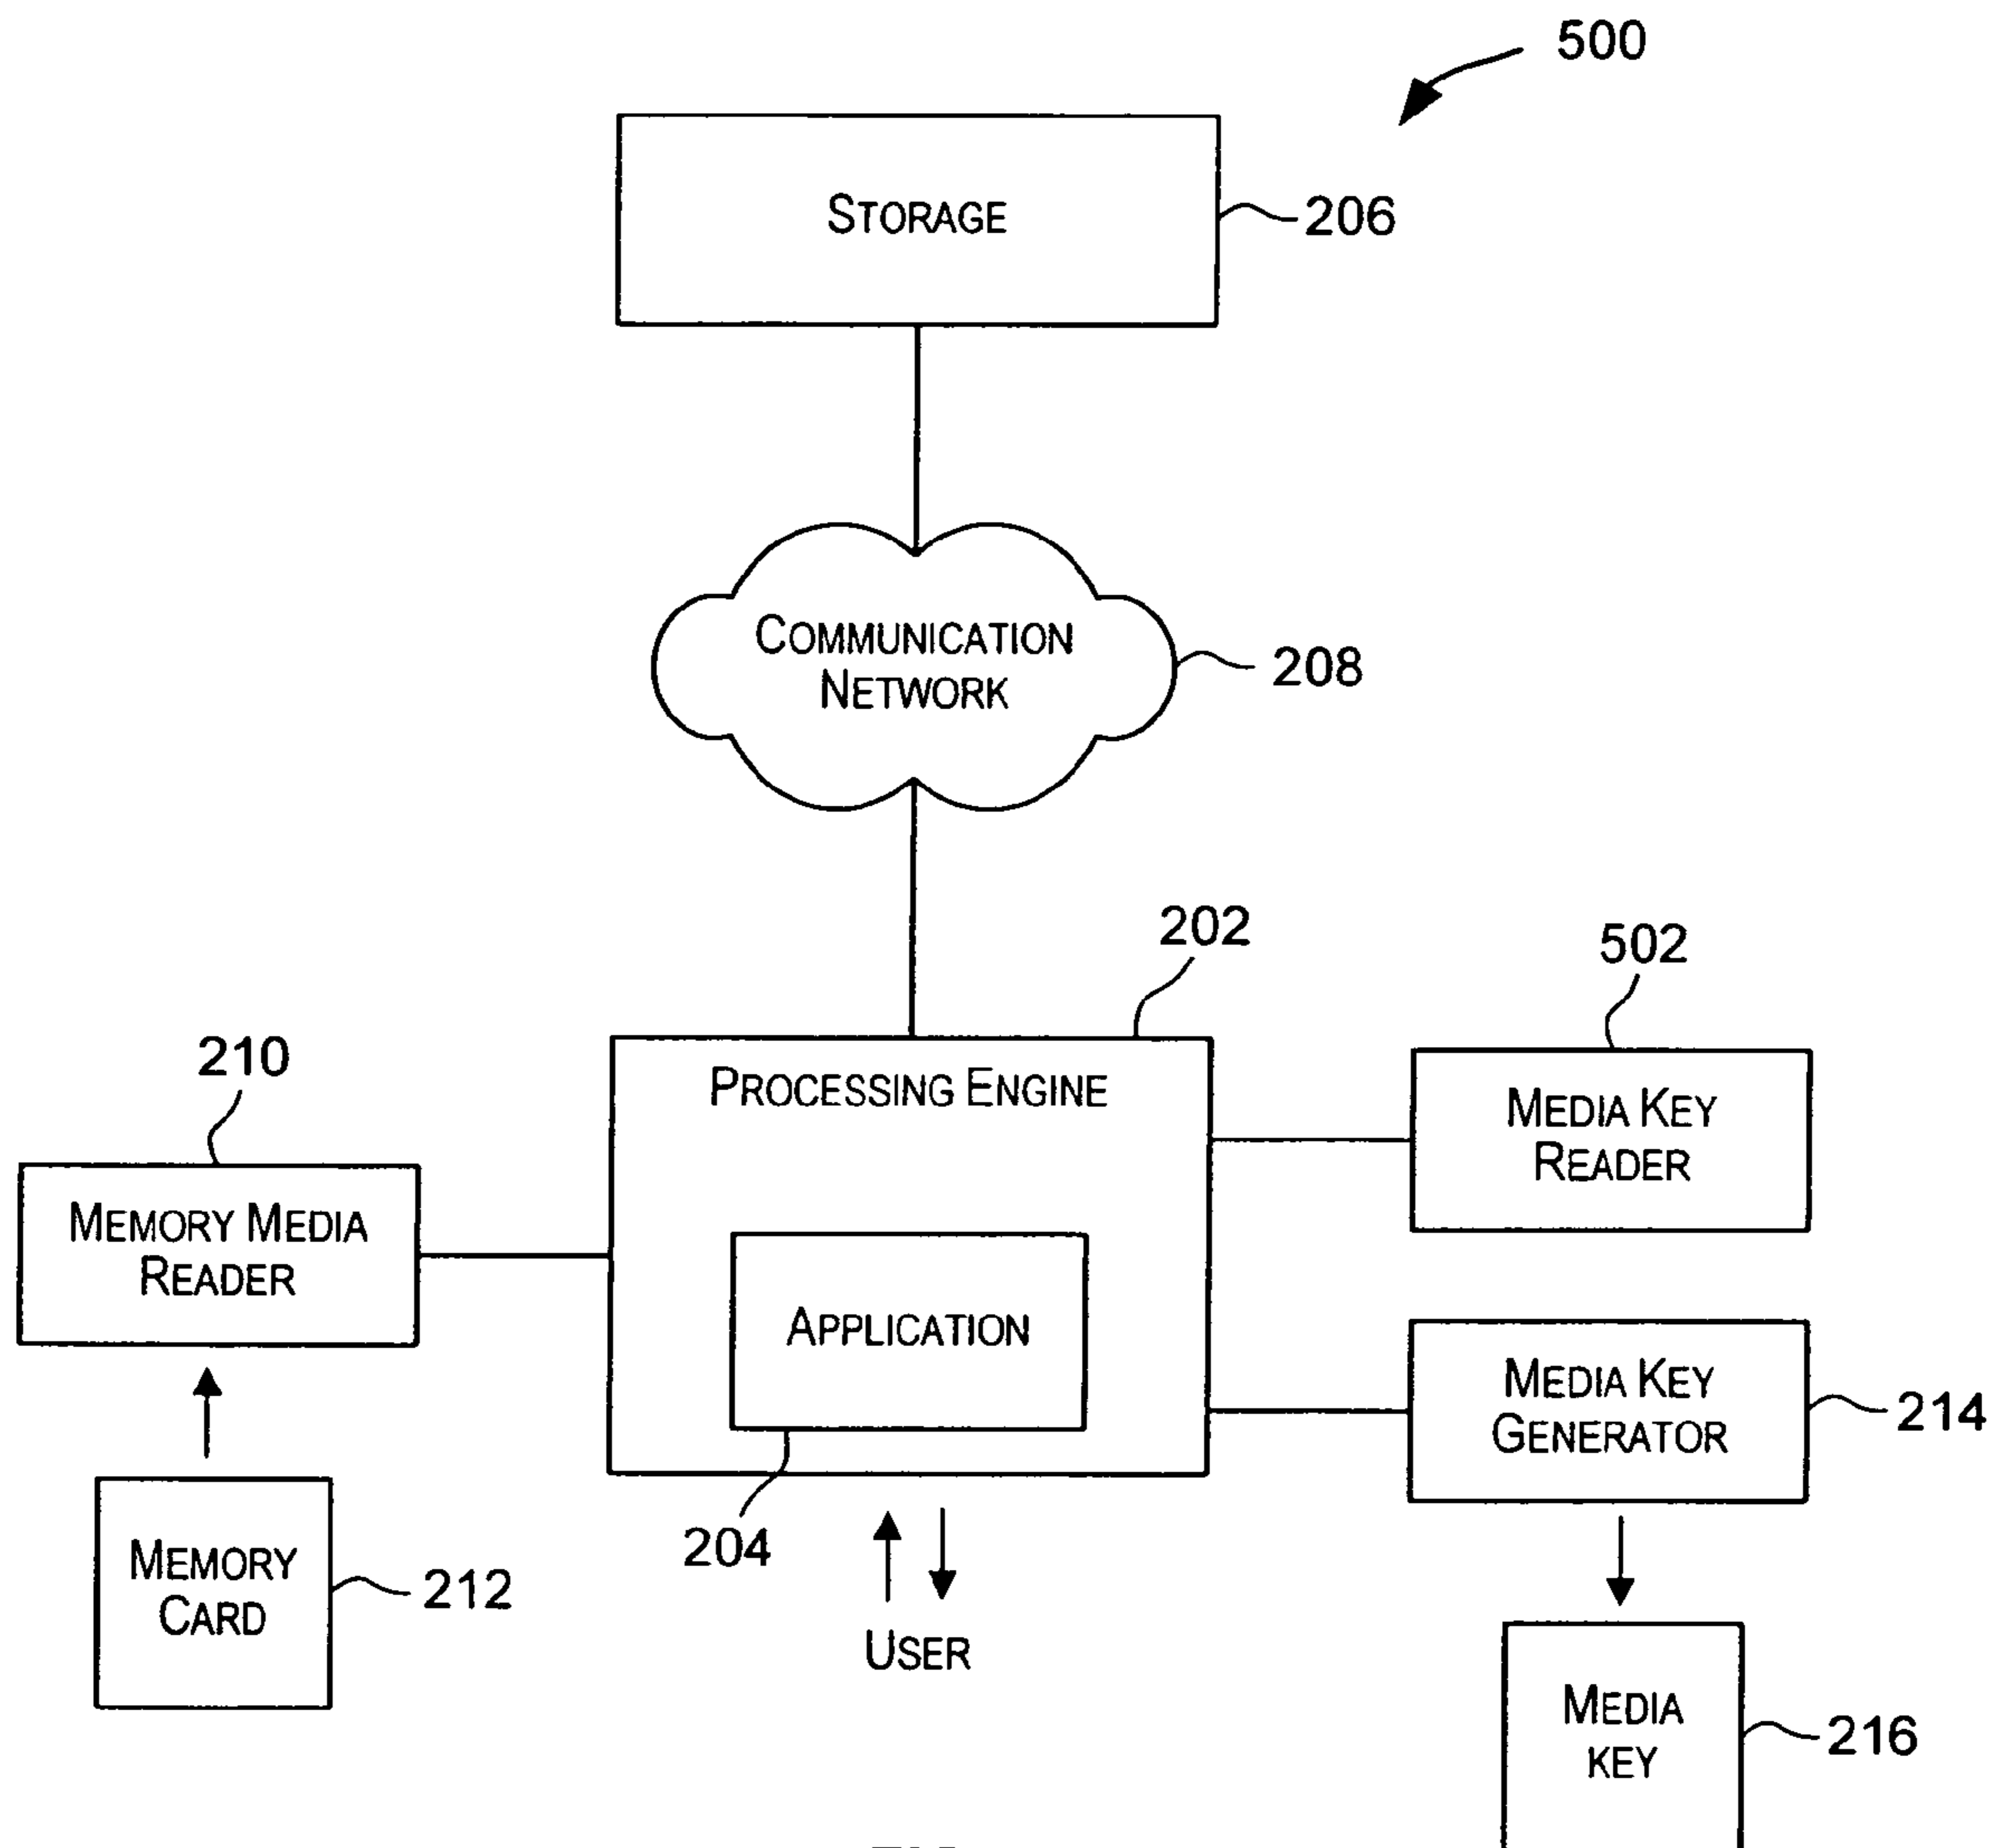 500
STORAGE
206
COMMUNICATION
NETWORK
208
202
502
210
PROCESSING ENGINE
MEDIA KEY
READER
MEMORY MEDIA
READER
APPLICATION
MEDIA KEY
GENERATOR
214
204
MEMORY
CARD
212
USER
MEDIA
KEY
216